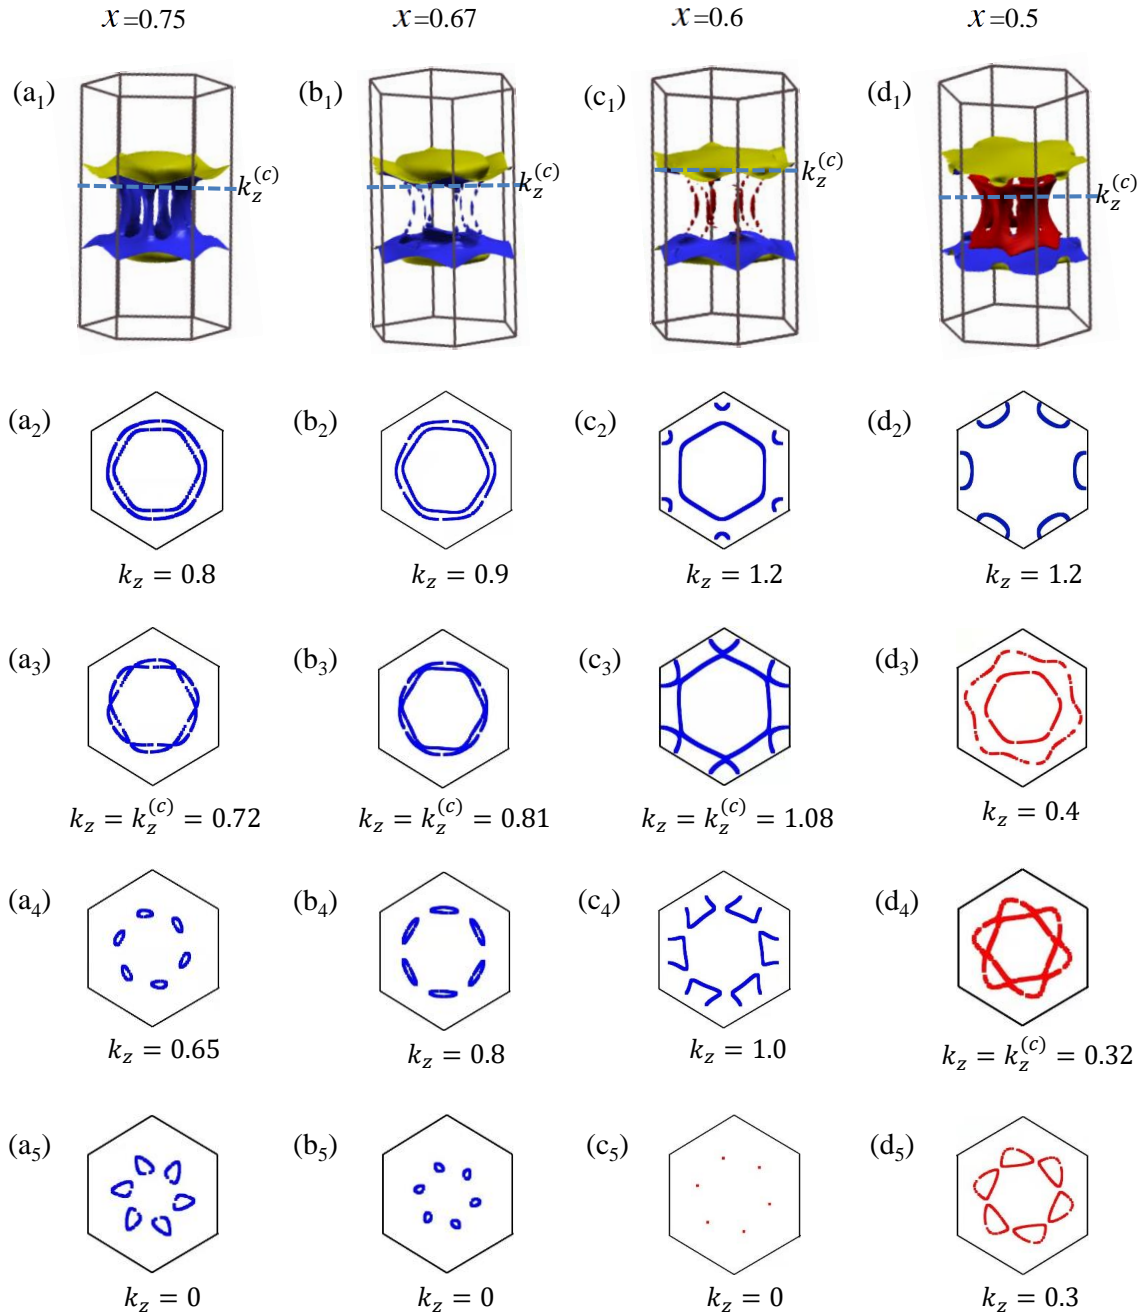 x=0.75 x=0.67 x=0.6 x=0.5
(a₁) (b₁) (c₁) (d₁)
k_z^(c) k_z^(c) k_z^(c) k_z^(c)
(a₂) (b₂) (c₂) (d₂)
k_z = 0.8 k_z = 0.9 k_z = 1.2 k_z = 1.2
(a₃) (b₃) (c₃) (d₃)
k_z = k_z^(c) = 0.72 k_z = k_z^(c) = 0.81 k_z = k_z^(c) = 1.08 k_z = 0.4
(a₄) (b₄) (c₄) (d₄)
k_z = 0.65 k_z = 0.8 k_z = 1.0 k_z = k_z^(c) = 0.32
(a₅) (b₅) (c₅) (d₅)
k_z = 0 k_z = 0 k_z = 0 k_z = 0.3